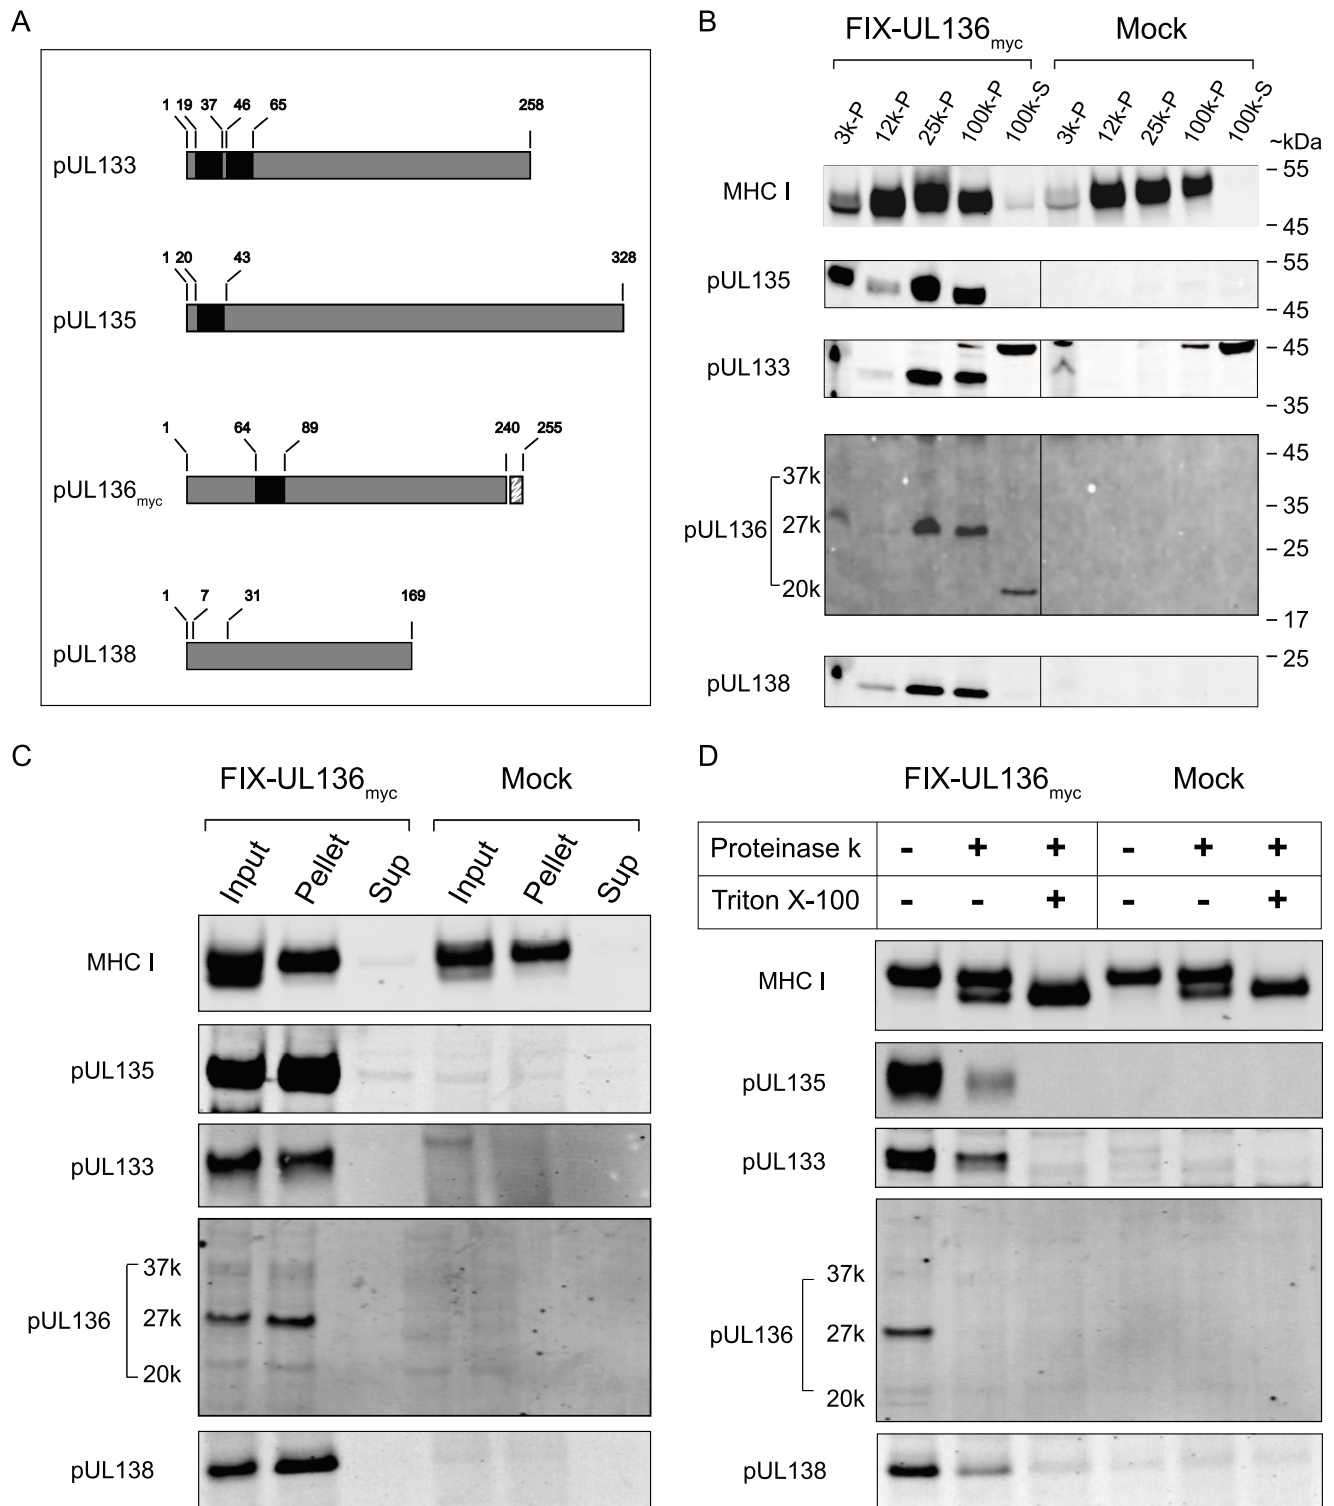 A
1 19 37 46 65 258
pUL133
1 20 43 328
pUL135
1 64 89 240 255
pUL136myc
1 7 31 169
pUL138
B
FIX-UL136myc Mock
3k-P 12k-P 25k-P 100k-P 100k-S 3k-P 12k-P 25k-P 100k-P 100k-S
~kDa
MHC I
55
45
pUL135
55
45
pUL133
45
35
pUL136
37k
27k
20k
45
35
25
17
pUL138
25
C
FIX-UL136myc Mock
Input Pellet Sup Input Pellet Sup
MHC I
pUL135
pUL133
pUL136
37k
27k
20k
pUL138
D
FIX-UL136myc Mock
Proteinase k - + + - + +
Triton X-100 - - + - - +
MHC I
pUL135
pUL133
pUL136
37k
27k
20k
pUL138